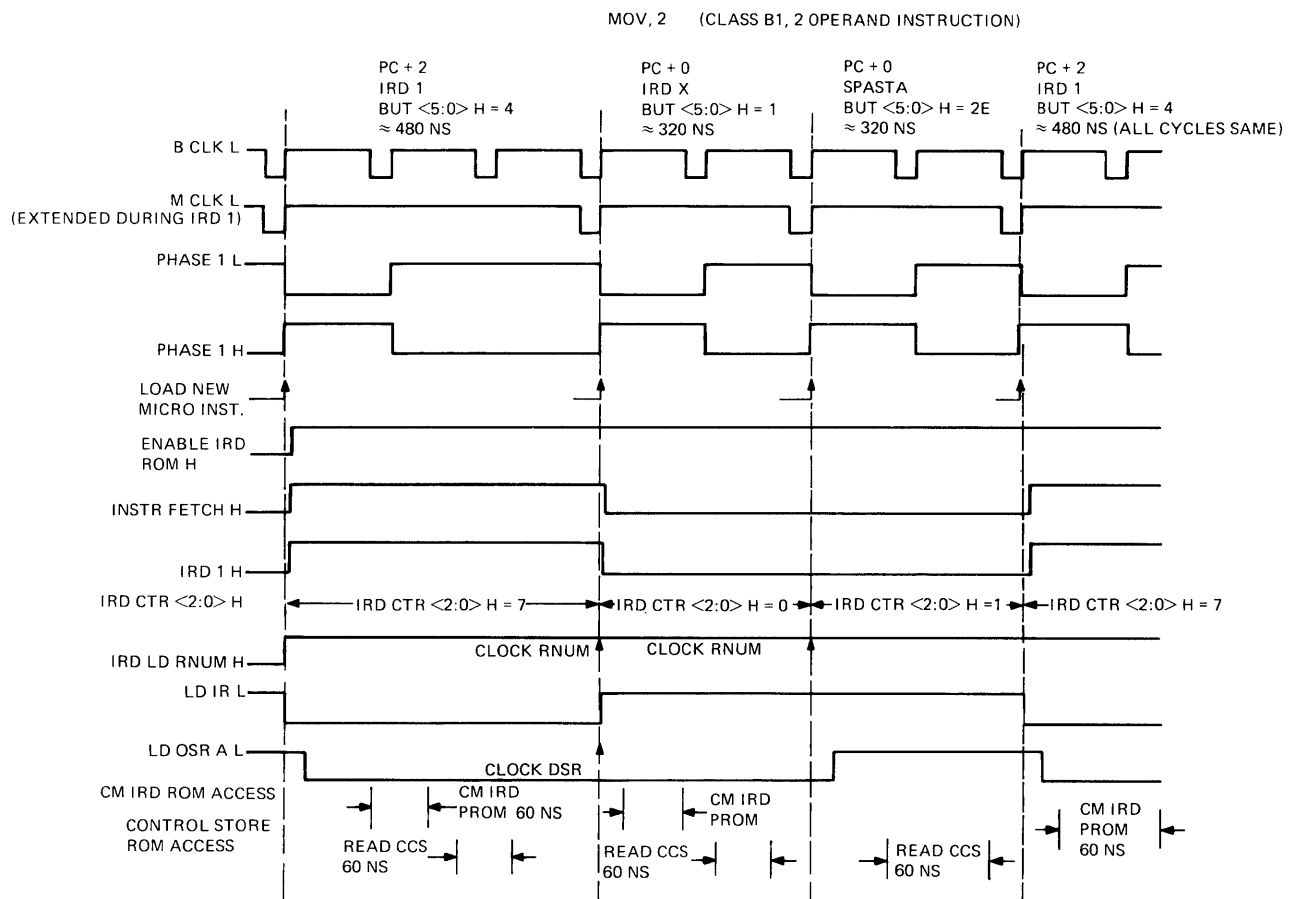 MOV, 2 (CLASS B1, 2 OPERAND INSTRUCTION)
PC + 2
IRD 1
BUT <5:0> H = 4
≈ 480 NS
PC + 0
IRD X
BUT <5:0> H = 1
≈ 320 NS
PC + 0
SPASTA
BUT <5:0> H = 2E
≈ 320 NS
PC + 2
IRD 1
BUT <5:0> H = 4
≈ 480 NS (ALL CYCLES SAME)
B CLK L
M CLK L
(EXTENDED DURING IRD 1)
PHASE 1 L
PHASE 1 H
LOAD NEW
MICRO INST.
ENABLE IRD
ROM H
INSTR FETCH H
IRD 1 H
IRD CTR <2:0> H
IRD CTR <2:0> H = 7
IRD CTR <2:0> H = 0
IRD CTR <2:0> H =1
IRD CTR <2:0> H = 7
IRD LD RNUM H
CLOCK RNUM
CLOCK RNUM
LD IR L
LD OSR A L
CLOCK DSR
CM IRD ROM ACCESS
CM IRD
PROM 60 NS
CM IRD
PROM
CM IRD
PROM
60 NS
CONTROL STORE
ROM ACCESS
READ CCS
60 NS
READ CCS
60 NS
READ CCS
60 NS